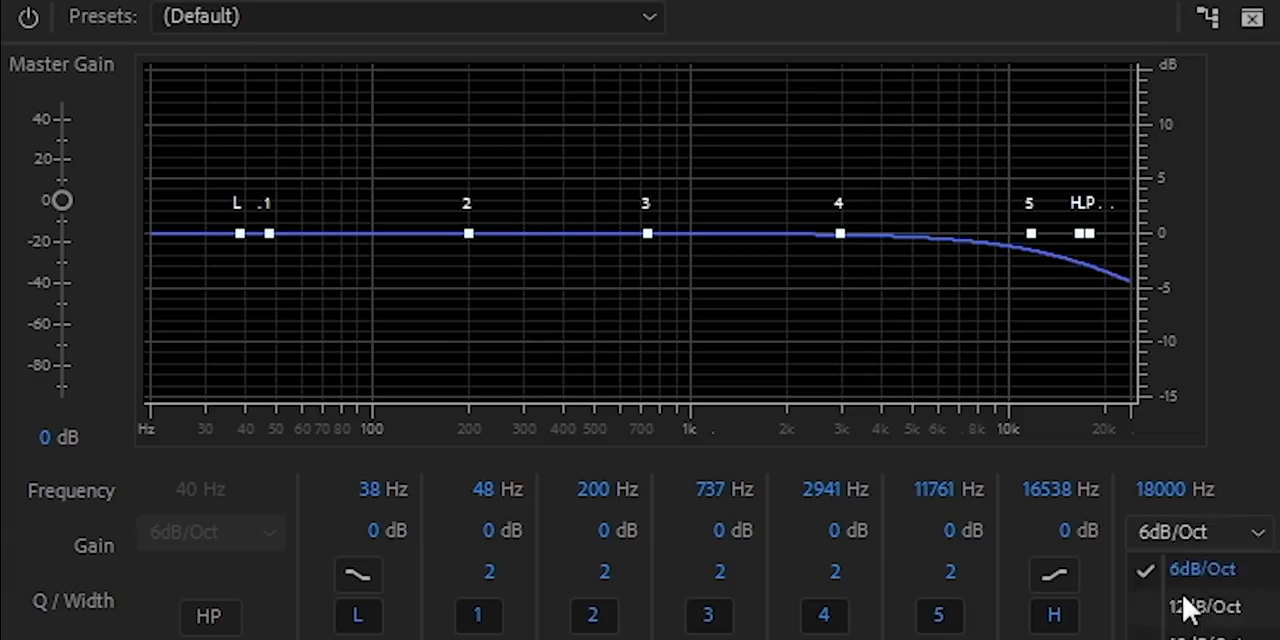 Presets: (Default)
Master Gain
dB
40
20
0
-20
-40
-60
-80
0 dB
10
5
0
-5
-10
-15
L .1 2 3 4 5 HLP..
Hz 30 40 50 60 70 80 100 200 300 400 500 700 1k . 2k 3k 4k 5k 6k . 8k 10k 20k
Frequency 40 Hz 38 Hz 48 Hz 200 Hz 737 Hz 2941 Hz 11761 Hz 16538 Hz 18000 Hz
Gain 6dB/Oct 0 dB 0 dB 0 dB 0 dB 0 dB 0 dB 0 dB 6dB/Oct
Q / Width 2 2 2 2 2 6dB/Oct
HP L 1 2 3 4 5 H 12dB/Oct